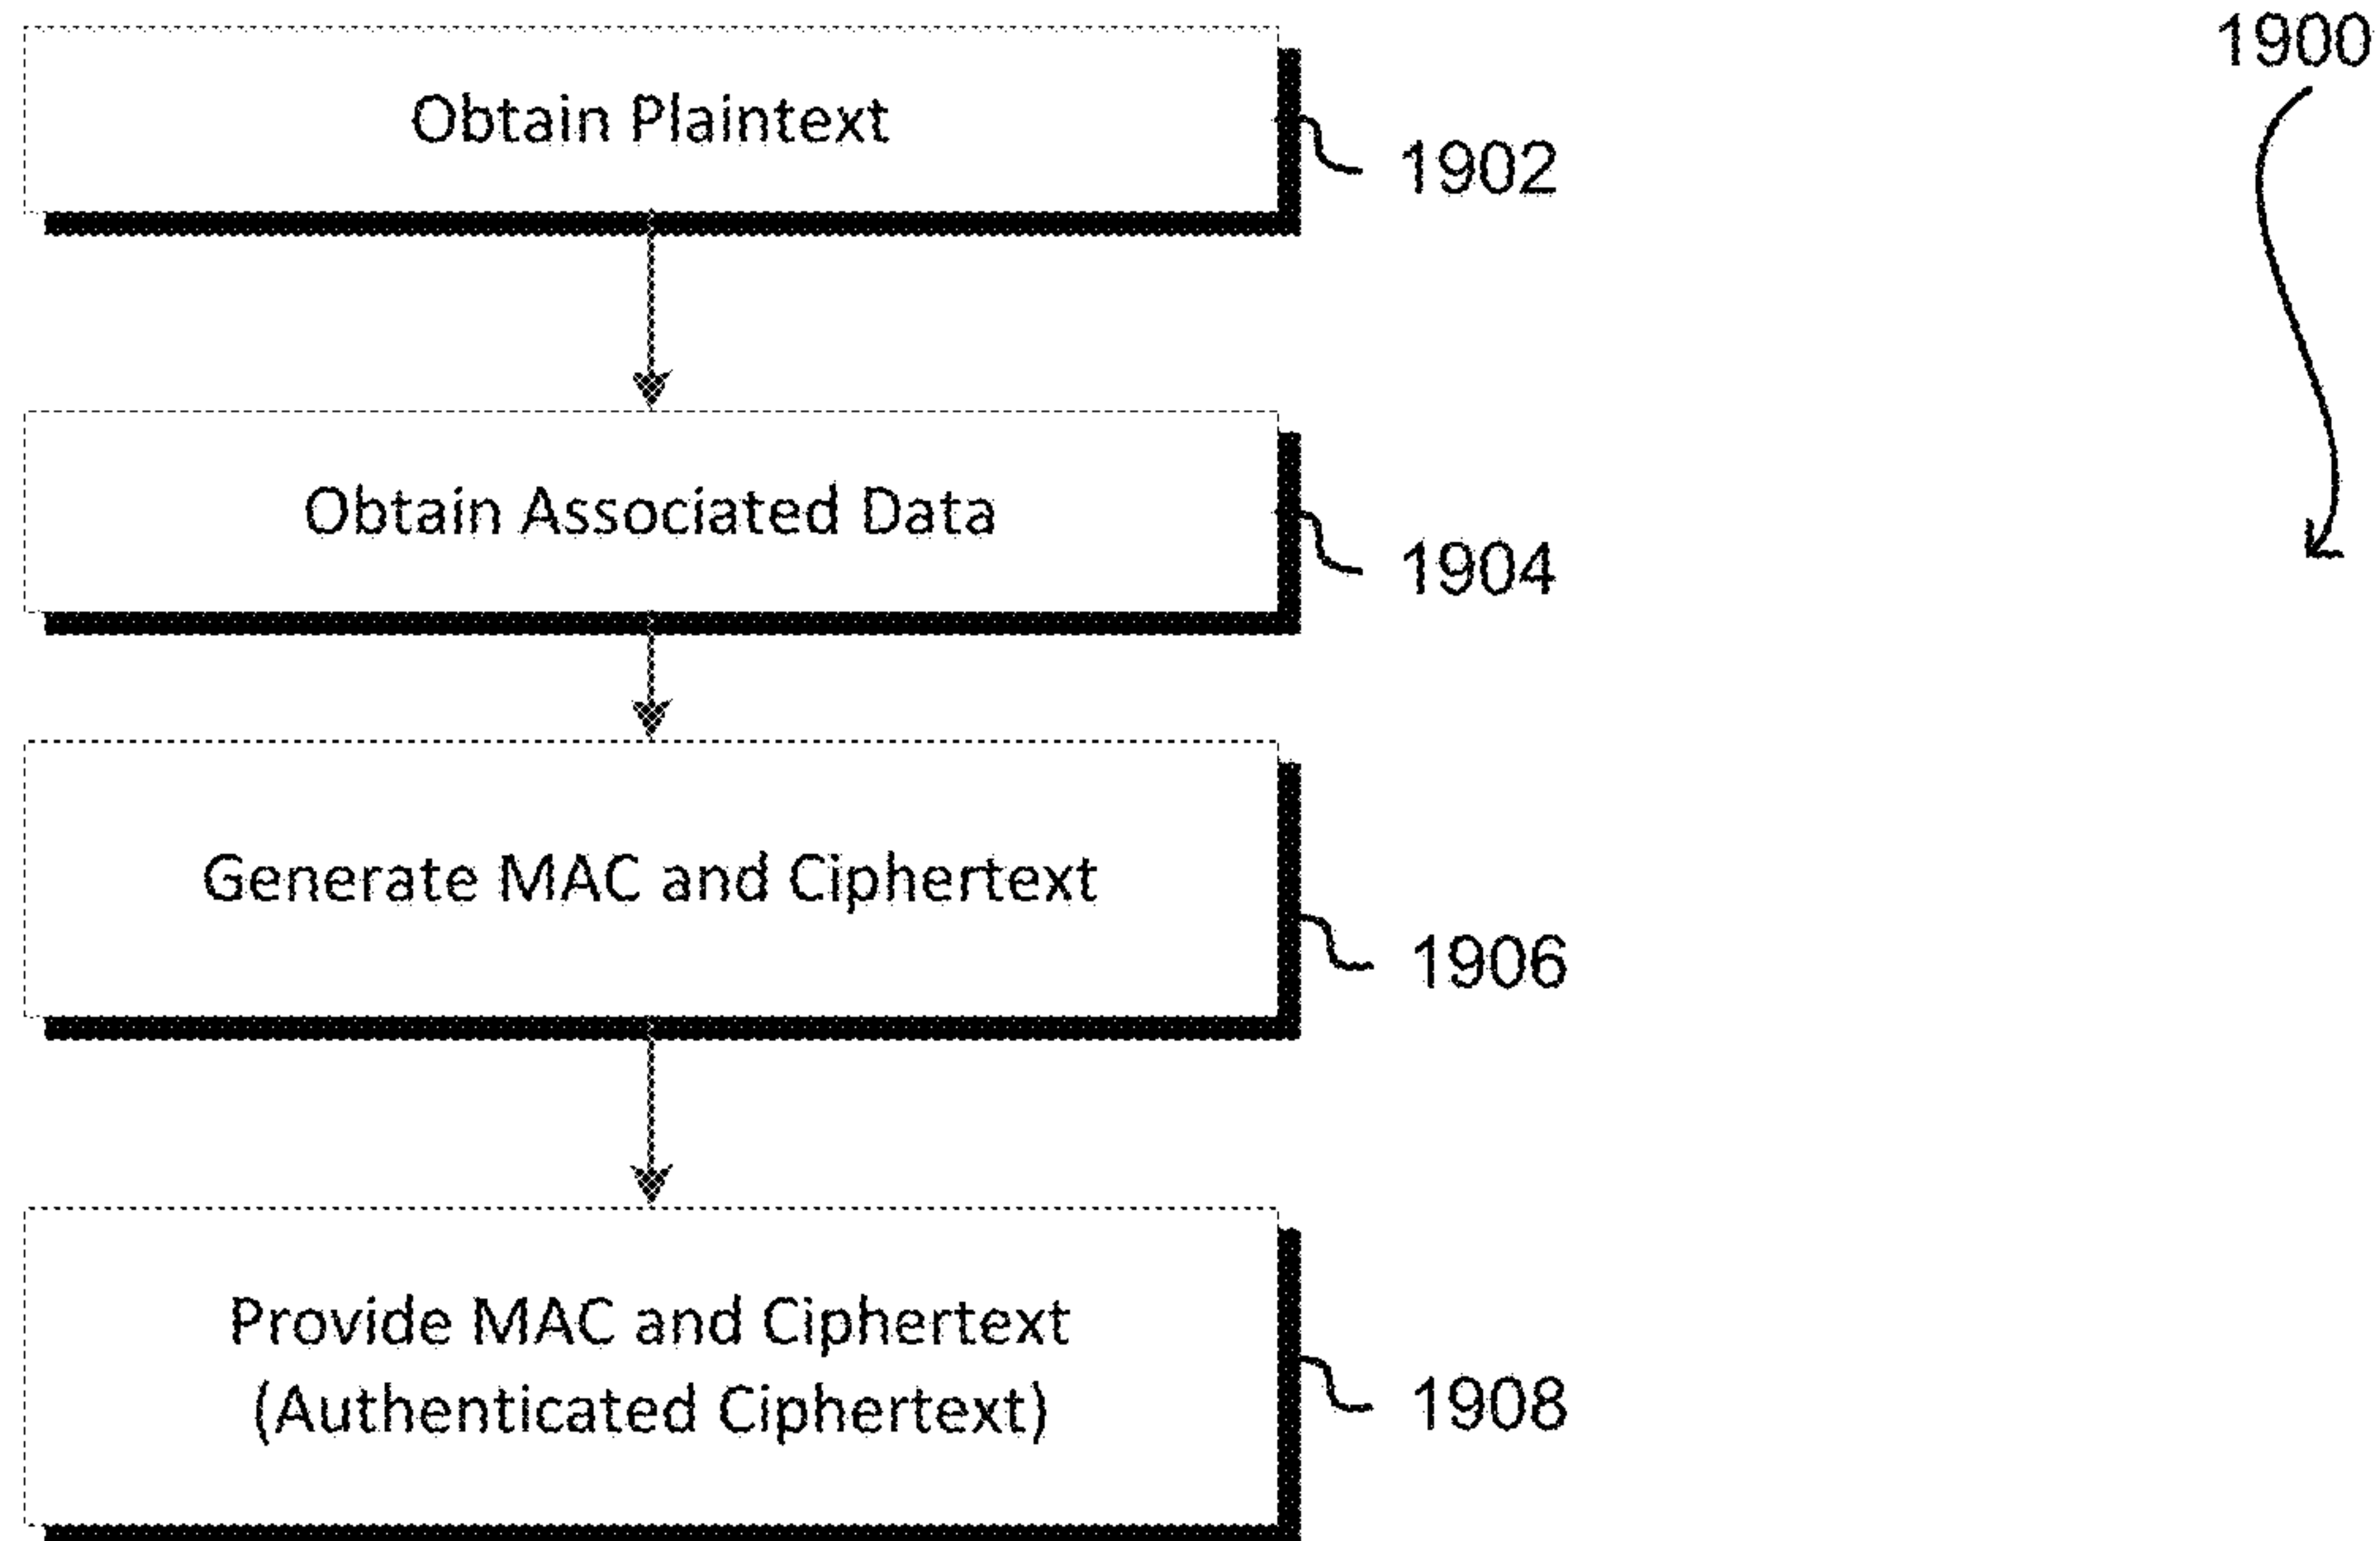 1900
Obtain Plaintext
1902
Obtain Associated Data
1904
Generate MAC and Ciphertext
1906
Provide MAC and Ciphertext
(Authenticated Ciphertext)
1908